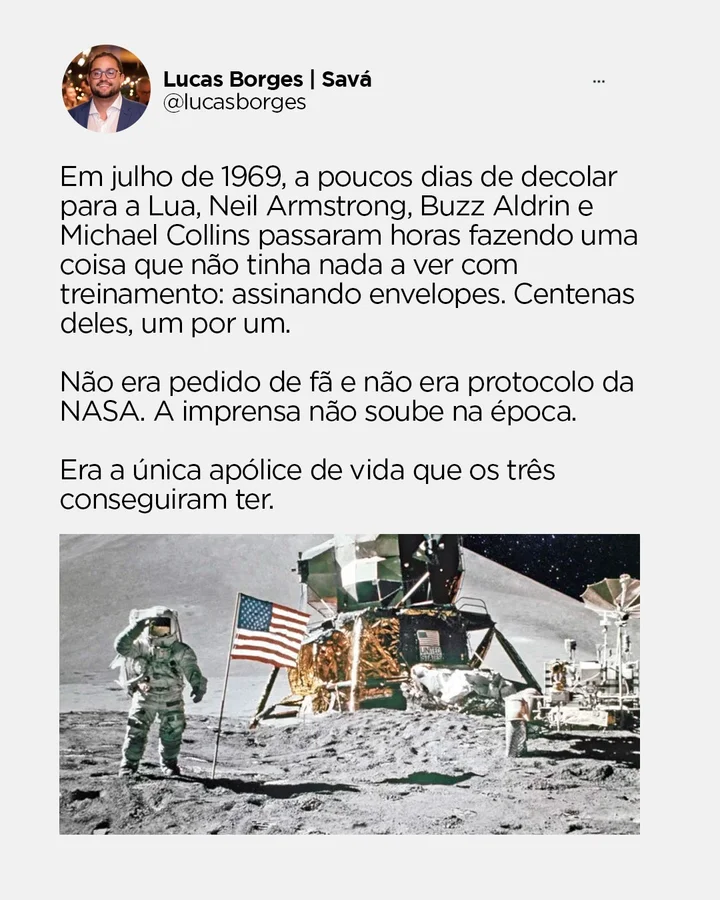 Lucas Borges | Savá
@lucasborges
...
Em julho de 1969, a poucos dias de decolar
para a Lua, Neil Armstrong, Buzz Aldrin e
Michael Collins passaram horas fazendo uma
coisa que não tinha nada a ver com
treinamento: assinando envelopes. Centenas
deles, um por um.
Não era pedido de fã e não era protocolo da
NASA. A imprensa não soube na época.
Era a única apólice de vida que os três
conseguiram ter.
UNITED
STATES